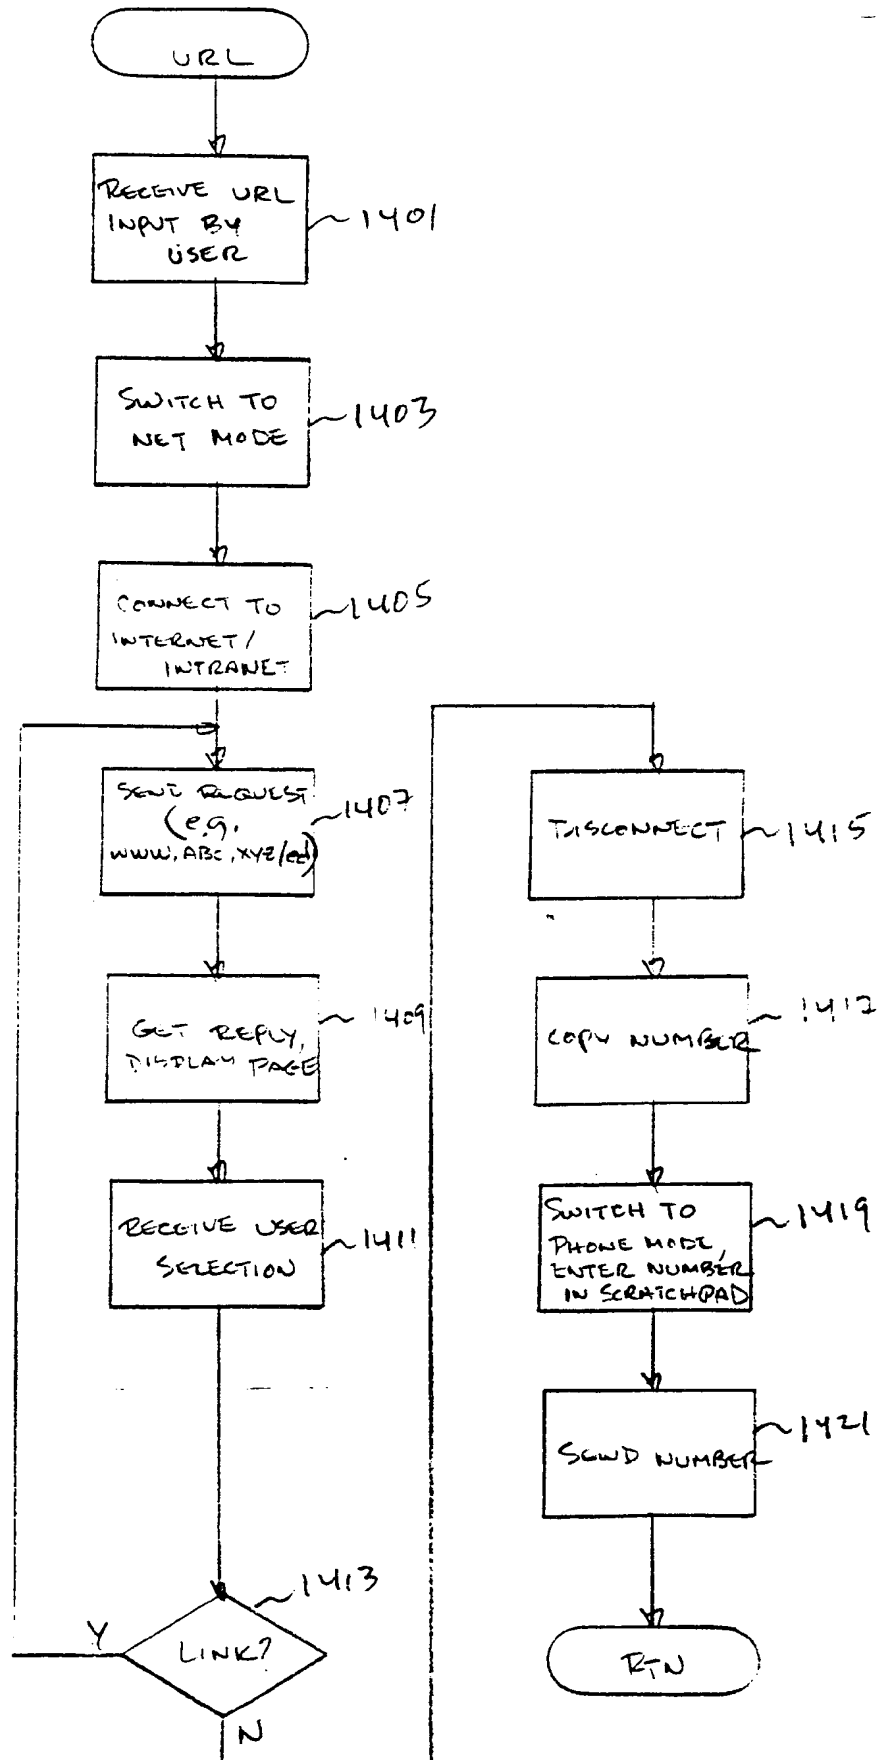 URL
RECEIVE URL
INPUT BY
USER
1401
SWITCH TO
NET MODE
1403
CONNECT TO
INTERNET/
INTRANET
1405
SEND REQUEST
(e.g.
WWW.ABC.XYZ/cd)
1407
GET REPLY,
DISPLAY PAGE
1409
RECEIVE USER
SELECTION
1411
LINK?
1413
Y
N
DISCONNECT
1415
COPY NUMBER
1417
SWITCH TO
PHONE MODE,
ENTER NUMBER
IN SCRATCHPAD
1419
SEND NUMBER
1421
RTN